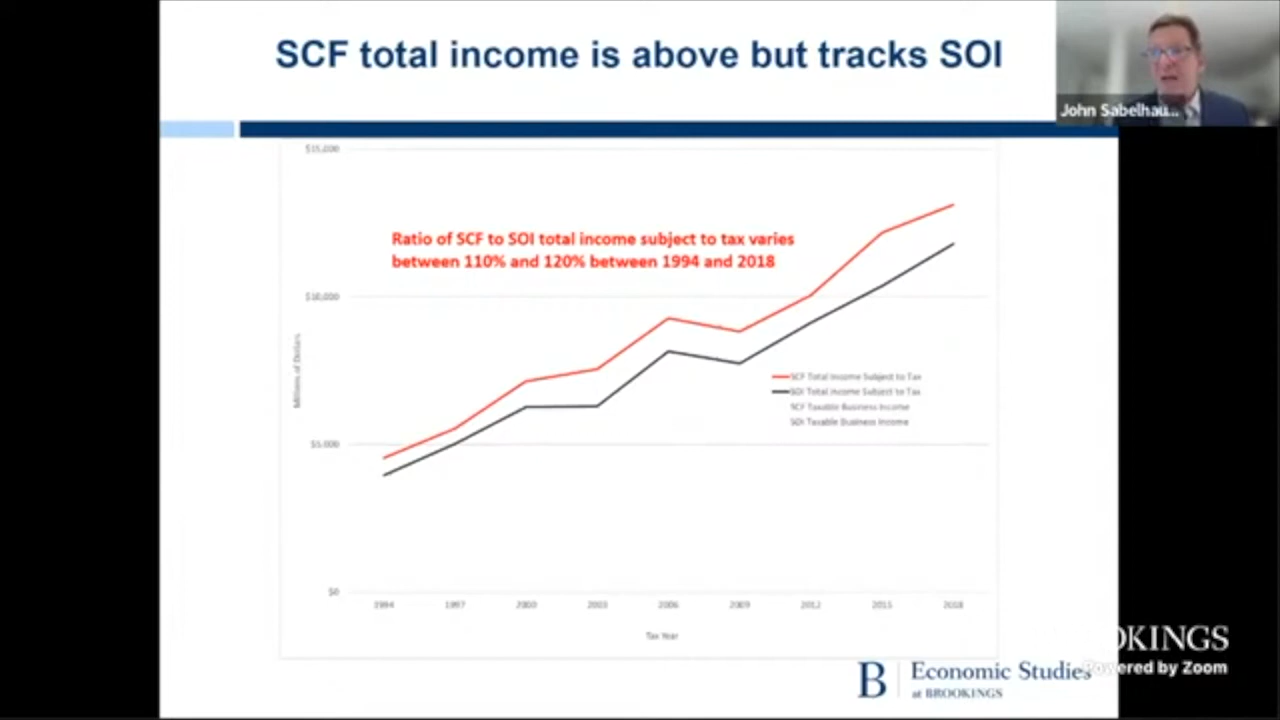 SCF total income is above but tracks SOI
John Sabelhau...
$15,000
Ratio of SCF to SOI total income subject to tax varies
between 110% and 120% between 1994 and 2018
$10,000
Millions of Dollars
SCF Total Income Subject to Tax
SOI Total Income Subject to Tax
SCF Taxable Business Income
SOI Taxable Business Income
$5,000
$0
1994 1997 2000 2003 2006 2009 2012 2015 2018
Tax Year
B Economic Studies
at BROOKINGS
OKINGS
Powered by Zoom